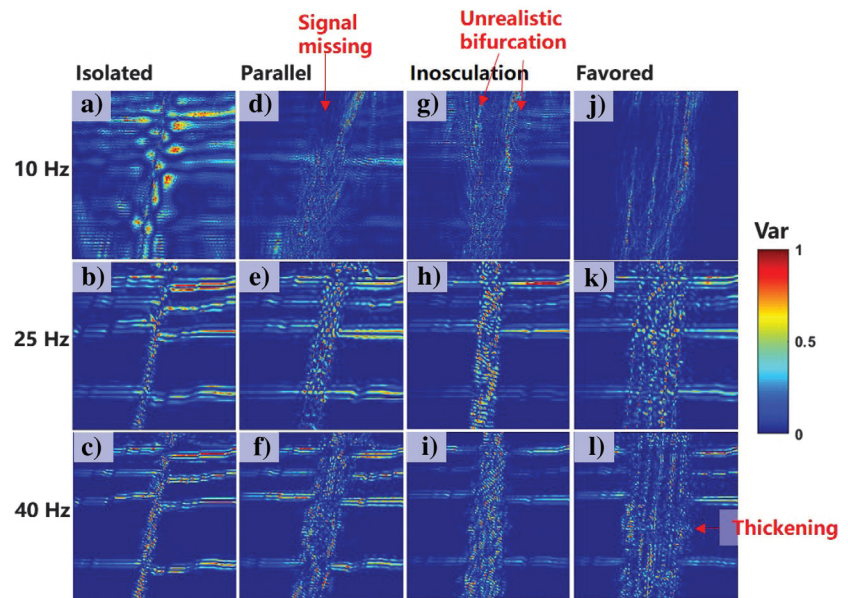 Signal
missing
Unrealistic
bifurcation
Isolated
Parallel
Inosculation
Favored
a)
d)
g)
j)
10 Hz
Var
1
b)
e)
h)
k)
25 Hz
0.5
0
c)
f)
i)
l)
40 Hz
Thickening